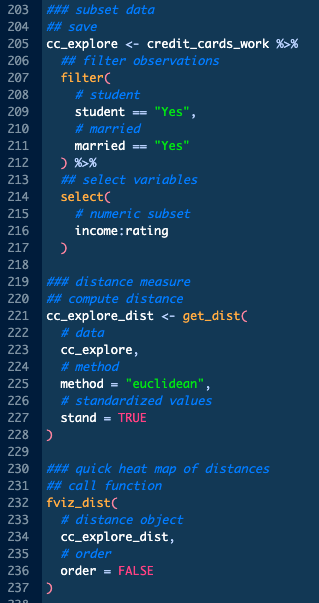 203 ### subset data
204 ## save
205 cc_explore <- credit_cards_work %>%
206   ## filter observations
207   filter(
208     # student
209     student == "Yes",
210     # married
211     married == "Yes"
212   ) %>%
213   ## select variables
214   select(
215     # numeric subset
216     income:rating
217   )
218
219 ### distance measure
220 ## compute distance
221 cc_explore_dist <- get_dist(
222   # data
223   cc_explore,
224   # method
225   method = "euclidean",
226   # standardized values
227   stand = TRUE
228 )
229
230 ### quick heat map of distances
231 ## call function
232 fviz_dist(
233   # distance object
234   cc_explore_dist,
235   # order
236   order = FALSE
237 )